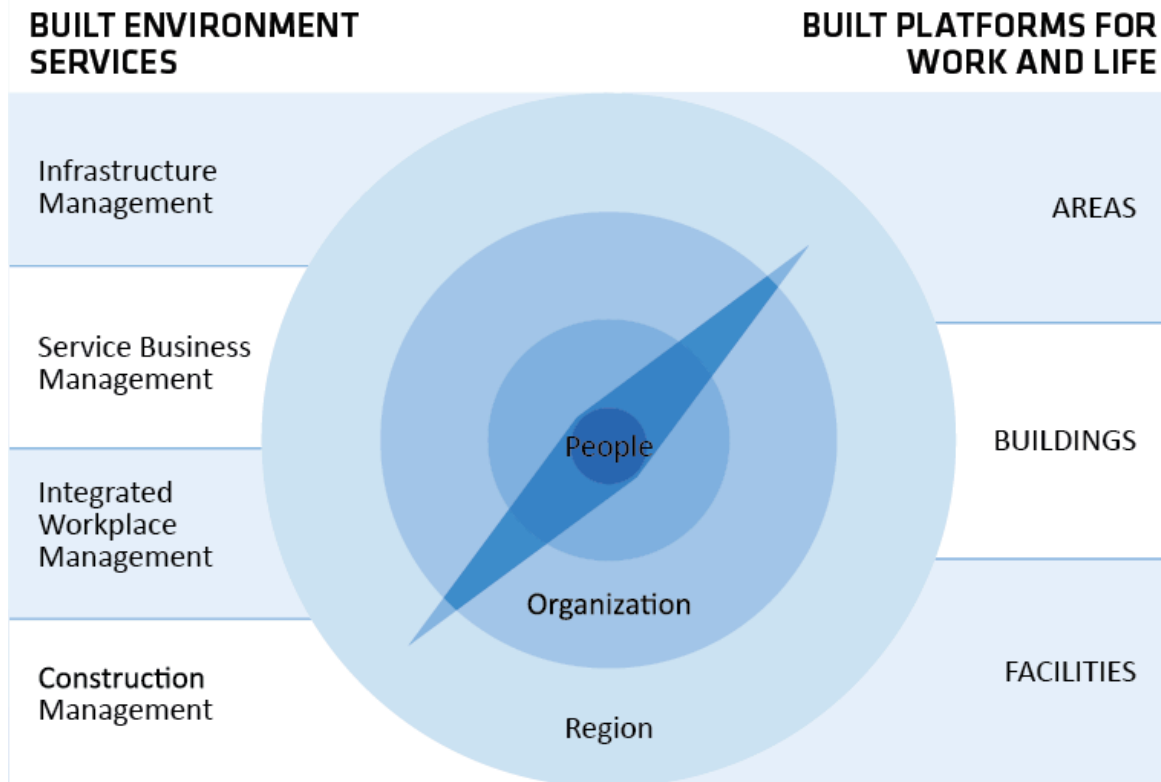 BUILT ENVIRONMENT
SERVICES
BUILT PLATFORMS FOR
WORK AND LIFE
Infrastructure
Management
Service Business
Management
Integrated
Workplace
Management
Construction
Management
People
Organization
Region
AREAS
BUILDINGS
FACILITIES